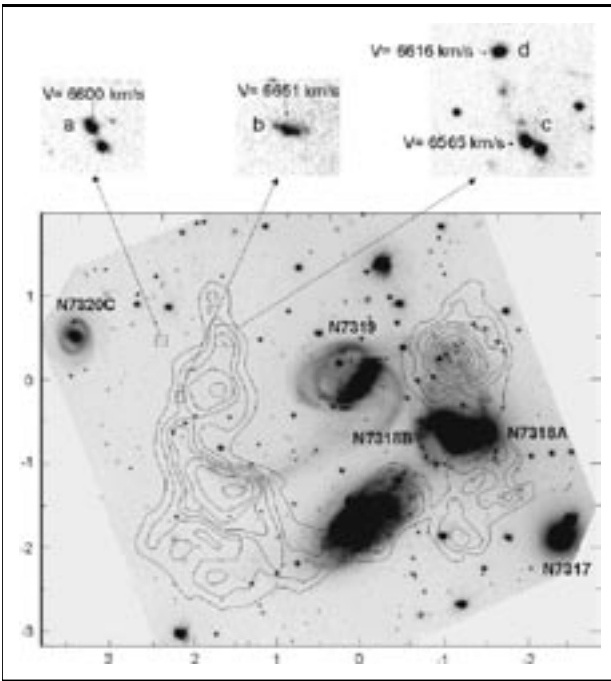 V= 6616 km/s
d
V= 6600 km/s
a
V= 6651 km/s
b
c
V= 6565 km/s
N7320C
N7319
N7318B
N7318A
N7317
1
0
-1
-2
-3
3
2
1
0
-1
-2